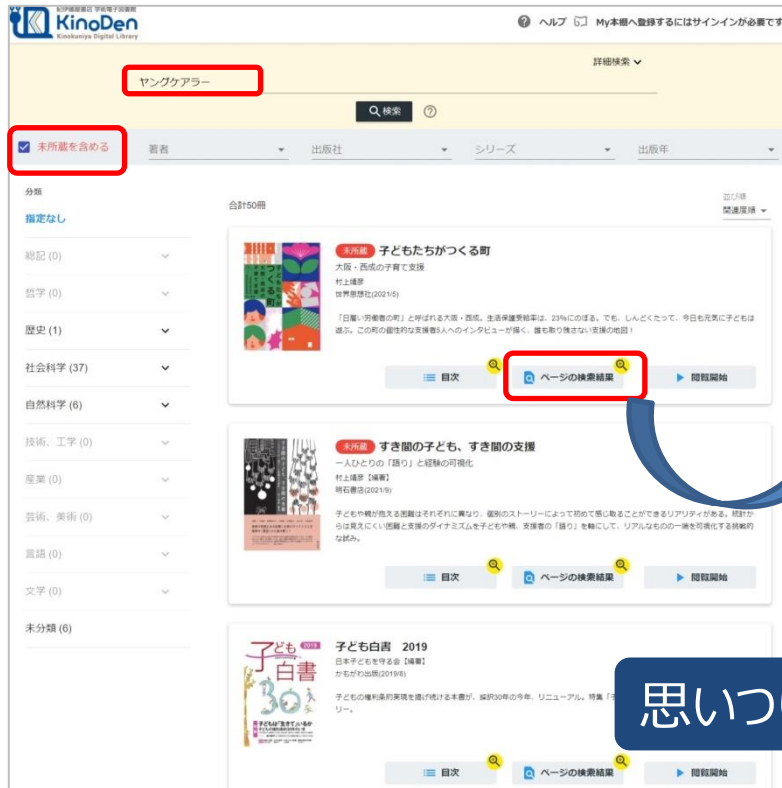 紀伊國屋書店 学術電子図書館
KinoDen
Kinokuniya Digital Library
ヘルプ My本棚へ登録するにはサインインが必要です
詳細検索
ヤングケアラー
検索
未所蔵を含める 著者 出版社 シリーズ 出版年
分類
指定なし
総記 (0)
哲学 (0)
歴史 (1)
社会科学 (37)
自然科学 (6)
技術、工学 (0)
産業 (0)
芸術、美術 (0)
言語 (0)
文学 (0)
未分類 (6)
合計50冊
並び順
関連度順
未所蔵 子どもたちがつくる町
大阪・西成の子育て支援
村上靖彦
世界思想社(2021/5)
「日雇い労働者の町」と呼ばれる大阪・西成。生活保護受給率は、23%にのぼる。でも、しんどくたって、今日も元気に子どもは
遊ぶ。この町の個性的な支援者5人へのインタビューが描く、誰も取り残さない支援の地図!
目次 ページの検索結果 閲覧開始
未所蔵 すき間の子ども、すき間の支援
一人ひとりの「語り」と経験の可視化
村上靖彦【編著】
明石書店(2021/9)
子どもや親が抱える困難はそれぞれに異なり、個別のストーリーによって初めて感じ取ることができるリアリティがある。統計か
らは見えにくい困難と支援のダイナミズムを子どもや親、支援者の「語り」を軸にして、リアルなものの一端を可視化する挑戦的
な試み。
目次 ページの検索結果 閲覧開始
子ども白書 2019
日本子どもを守る会【編著】
かもがわ出版(2019/8)
子どもの権利条約実現を掲げ続ける本書が、採択30年の今年、リニューアル。特集「子
リー。
思いつ
目次 ページの検索結果 閲覧開始